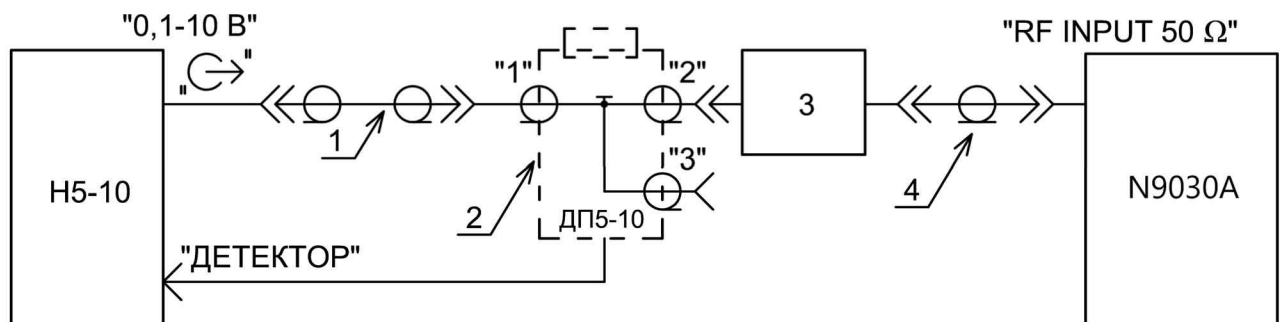 "0,1-10 В"
"RF INPUT 50 Ω"
" "
"1"
"2"
1
3
"3"
4
Н5-10
2
ДП5-10
N9030A
"ДЕТЕКТОР"